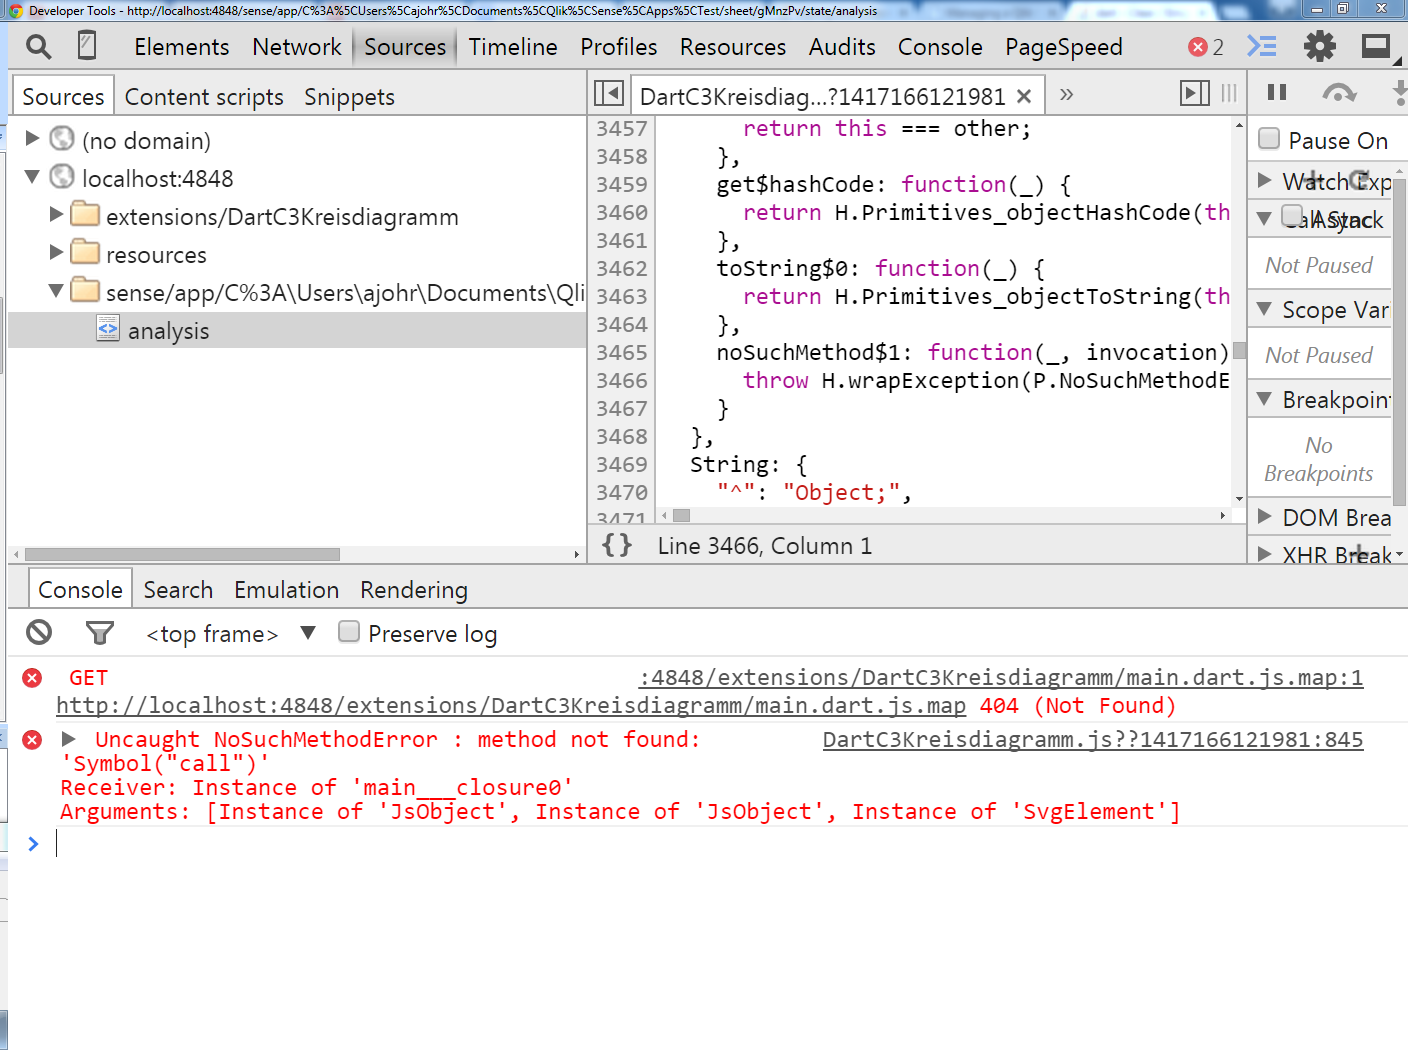 Developer Tools - http://localhost:4848/sense/app/C%3A%5CUsers%5Cajohr%5CDocuments%5CQlik%5CSense%5CApps%5CTest/sheet/gMnzPv/state/analysis
Elements Network Sources Timeline Profiles Resources Audits Console PageSpeed 2
Sources Content scripts Snippets
DartC3Kreisdiag...?1417166121981 × »
(no domain)
localhost:4848
extensions/DartC3Kreisdiagramm
resources
sense/app/C%3A\Users\ajohr\Documents\Qli
analysis
3457 return this === other;
3458 },
3459 get$hashCode: function(_) {
3460 return H.Primitives_objectHashCode(th
3461 },
3462 toString$0: function(_) {
3463 return H.Primitives_objectToString(th
3464 },
3465 noSuchMethod$1: function(_, invocation)
3466 throw H.wrapException(P.NoSuchMethodE
3467 }
3468 },
3469 String: {
3470 "^": "Object;",
3471
{} Line 3466, Column 1
Pause On
Watch Exp
Call Stack
Async
Not Paused
Scope Vari
Not Paused
Breakpoint
No
Breakpoints
DOM Brea
XHR Break
Console Search Emulation Rendering
<top frame> ▼ Preserve log
GET :4848/extensions/DartC3Kreisdiagramm/main.dart.js.map:1
http://localhost:4848/extensions/DartC3Kreisdiagramm/main.dart.js.map 404 (Not Found)
Uncaught NoSuchMethodError : method not found: DartC3Kreisdiagramm.js??1417166121981:845
'Symbol("call")'
Receiver: Instance of 'main___closure0'
Arguments: [Instance of 'JsObject', Instance of 'JsObject', Instance of 'SvgElement']
>